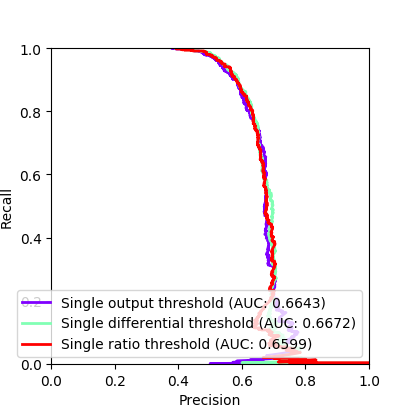 1.0
0.8
0.6
0.4
0.2
0.0
Recall
Single output threshold (AUC: 0.6643)
Single differential threshold (AUC: 0.6672)
Single ratio threshold (AUC: 0.6599)
0.0 0.2 0.4 0.6 0.8 1.0
Precision